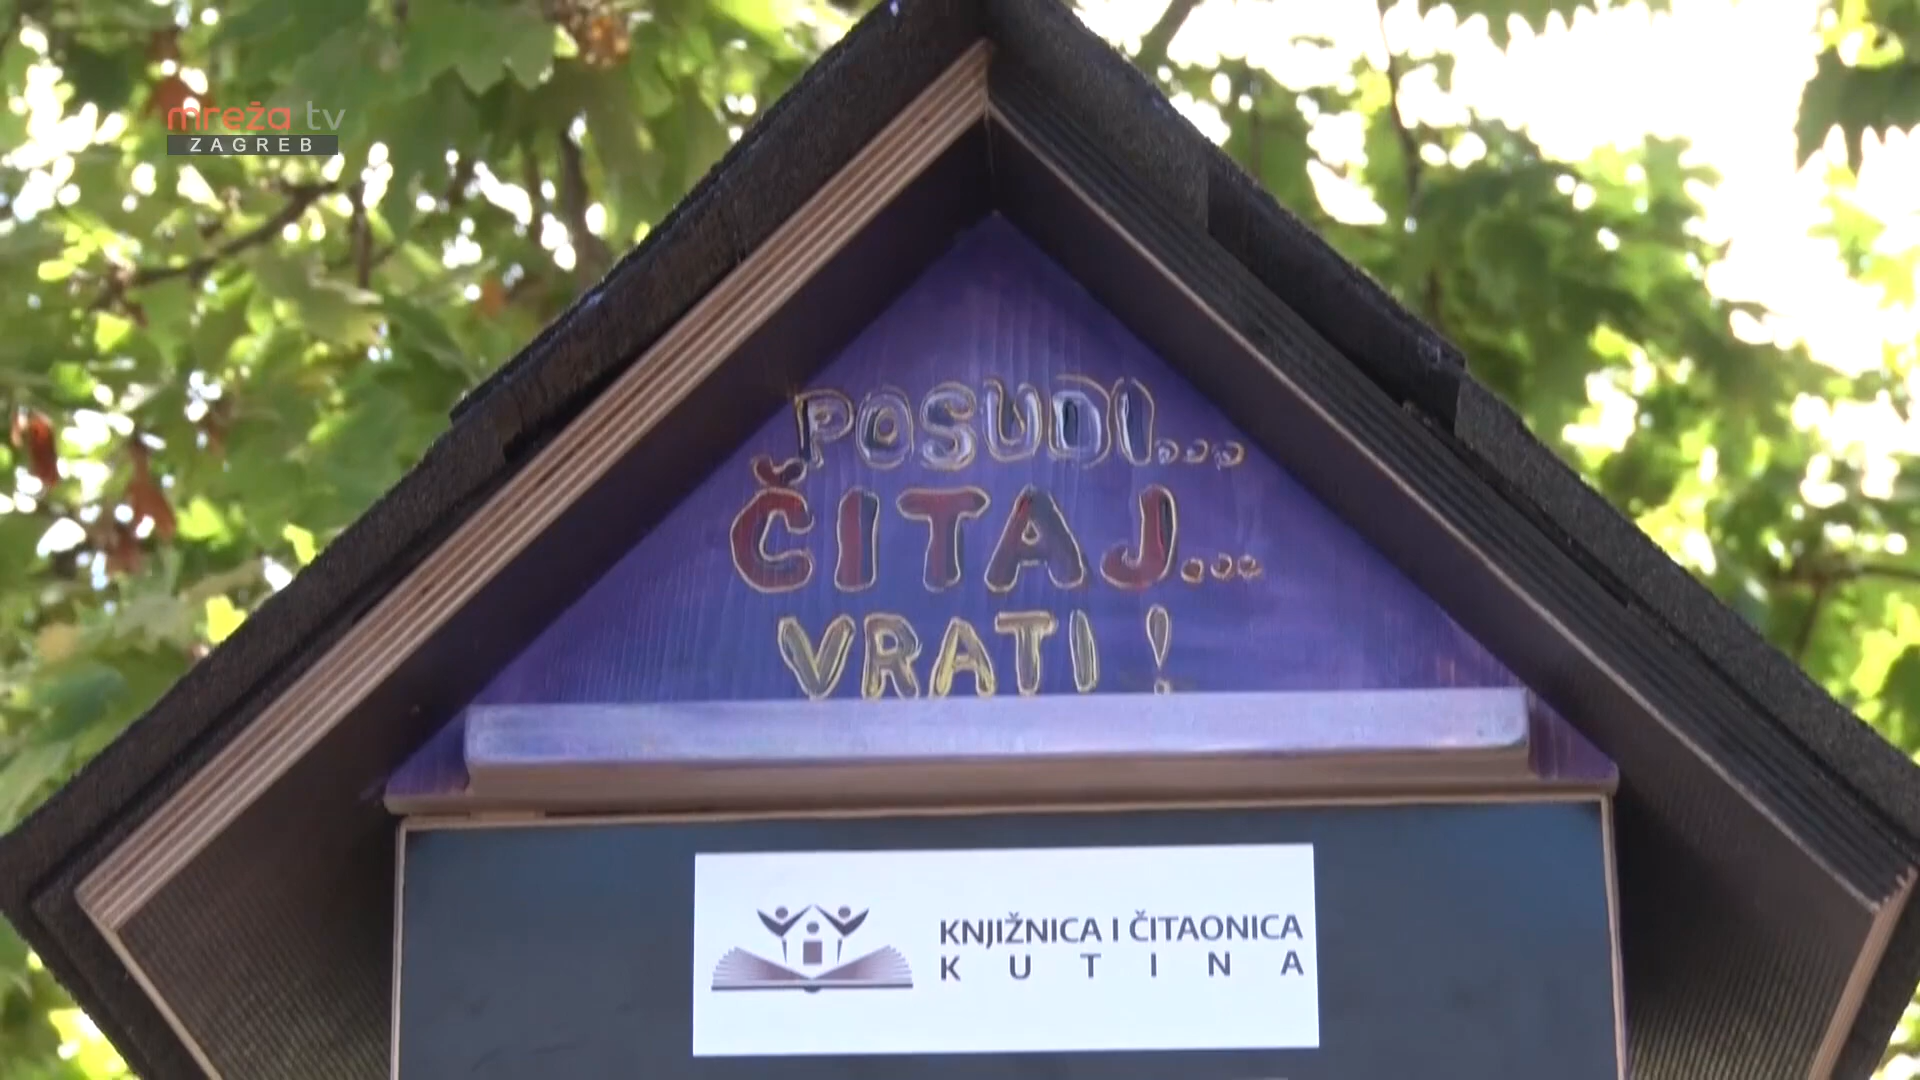 mreža tv
ZAGREB
POSUDI...
ČITAJ...
VRATI!
KNJIŽNICA I ČITAONICA
KUTINA